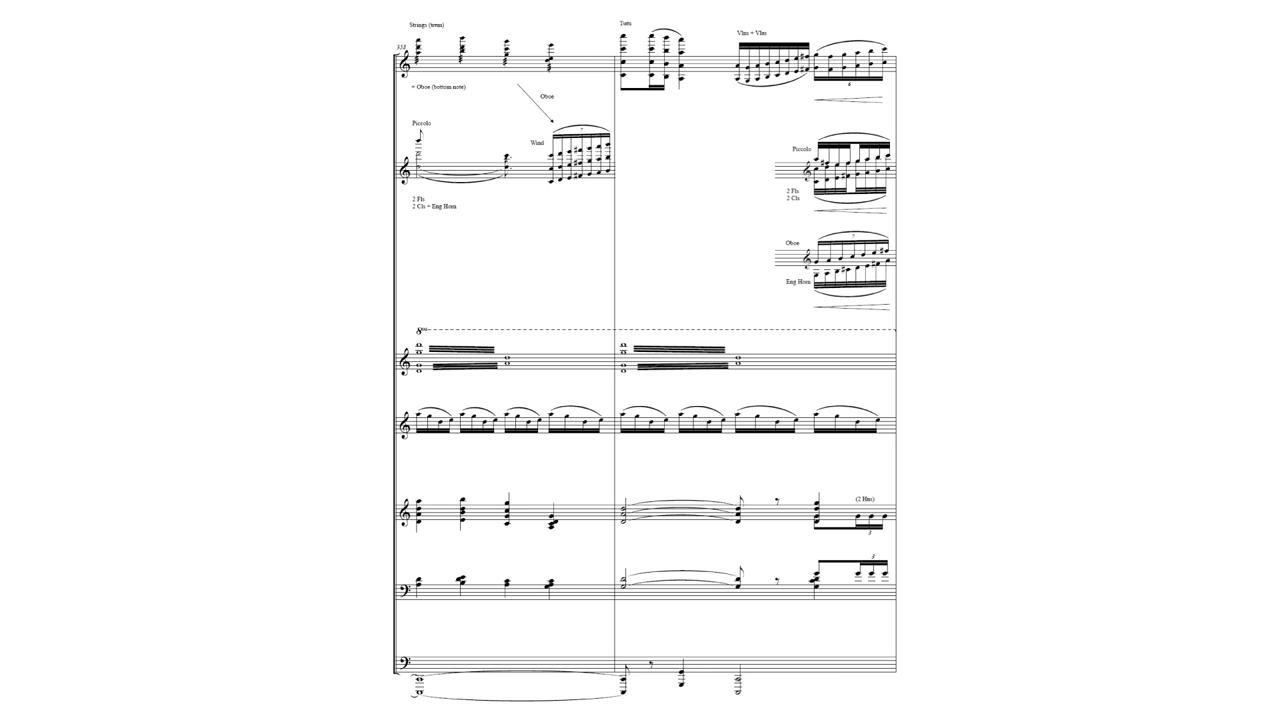 Strings (trem)
Tutti
Vlns + Vlas
358
6
+ Oboe (bottom note)
Oboe
Piccolo
7
Wind
Piccolo
2 Fls
2 Cls
2 Fls
2 Cls + Eng Horn
Oboe
7
Eng Horn
8va
(2 Hns)
3
3